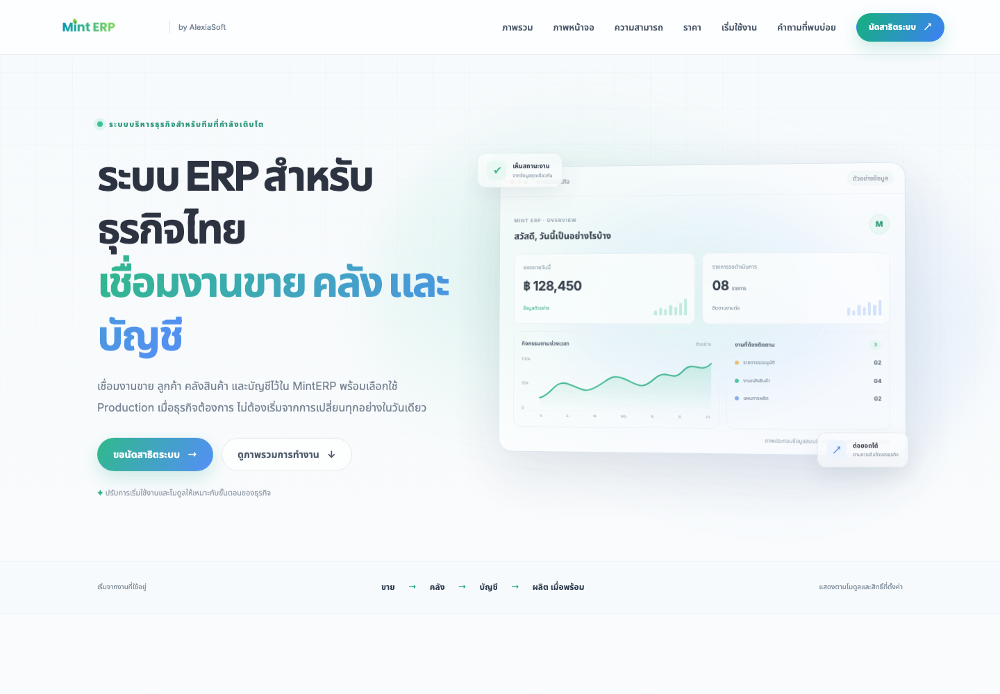 Mint ERP
by AlexiaSoft
ภาพรวม
ภาพหน้าจอ
ความสามารถ
ราคา
เริ่มใช้งาน
คำถามที่พบบ่อย
นัดสาธิตระบบ ↗
ระบบบริหารธุรกิจสำหรับทีมที่กำลังเติบโต
ระบบ ERP สำหรับ
ธุรกิจไทย
เชื่อมงานขาย คลัง และ
บัญชี
เชื่อมงานขาย ลูกค้า คลังสินค้า และบัญชีไว้ใน MintERP พร้อมเลือกใช้
Production เมื่อธุรกิจต้องการ ไม่ต้องเริ่มจากการเปลี่ยนทุกอย่างในวันเดียว
ขอนัดสาธิตระบบ →
ดูภาพรวมการทำงาน ↓
✦ ปรับการเริ่มใช้งานและโมดูลให้เหมาะกับขั้นตอนของธุรกิจ
✔ เห็นสถานะงาน
จากข้อมูลชุดเดียวกัน
ตัวอย่างข้อมูล
MINT ERP · OVERVIEW
สวัสดี, วันนี้เป็นอย่างไรบ้าง
M
ยอดขายวันนี้
฿ 128,450
ข้อมูลตัวอย่าง
รายการรอดำเนินการ
08 รายการ
ติดตามงานต่อ
กิจกรรมตามช่วงเวลา
ตัวอย่าง
100k
50k
0
จ.
อ.
พ.
พฤ.
ศ.
ส.
อา.
งานที่ต้องติดตาม
3
รายการรออนุมัติ 02
งานคลังสินค้า 04
แผนการผลิต 02
ภาพประกอบข้อมูลสมมติ
↗ ต่อยอดได้
ตามการเติบโตของธุรกิจ
เริ่มจากงานที่ใช้อยู่
ขาย → คลัง → บัญชี → ผลิต เมื่อพร้อม
แสดงตามโมดูลและสิทธิ์ที่ตั้งค่า